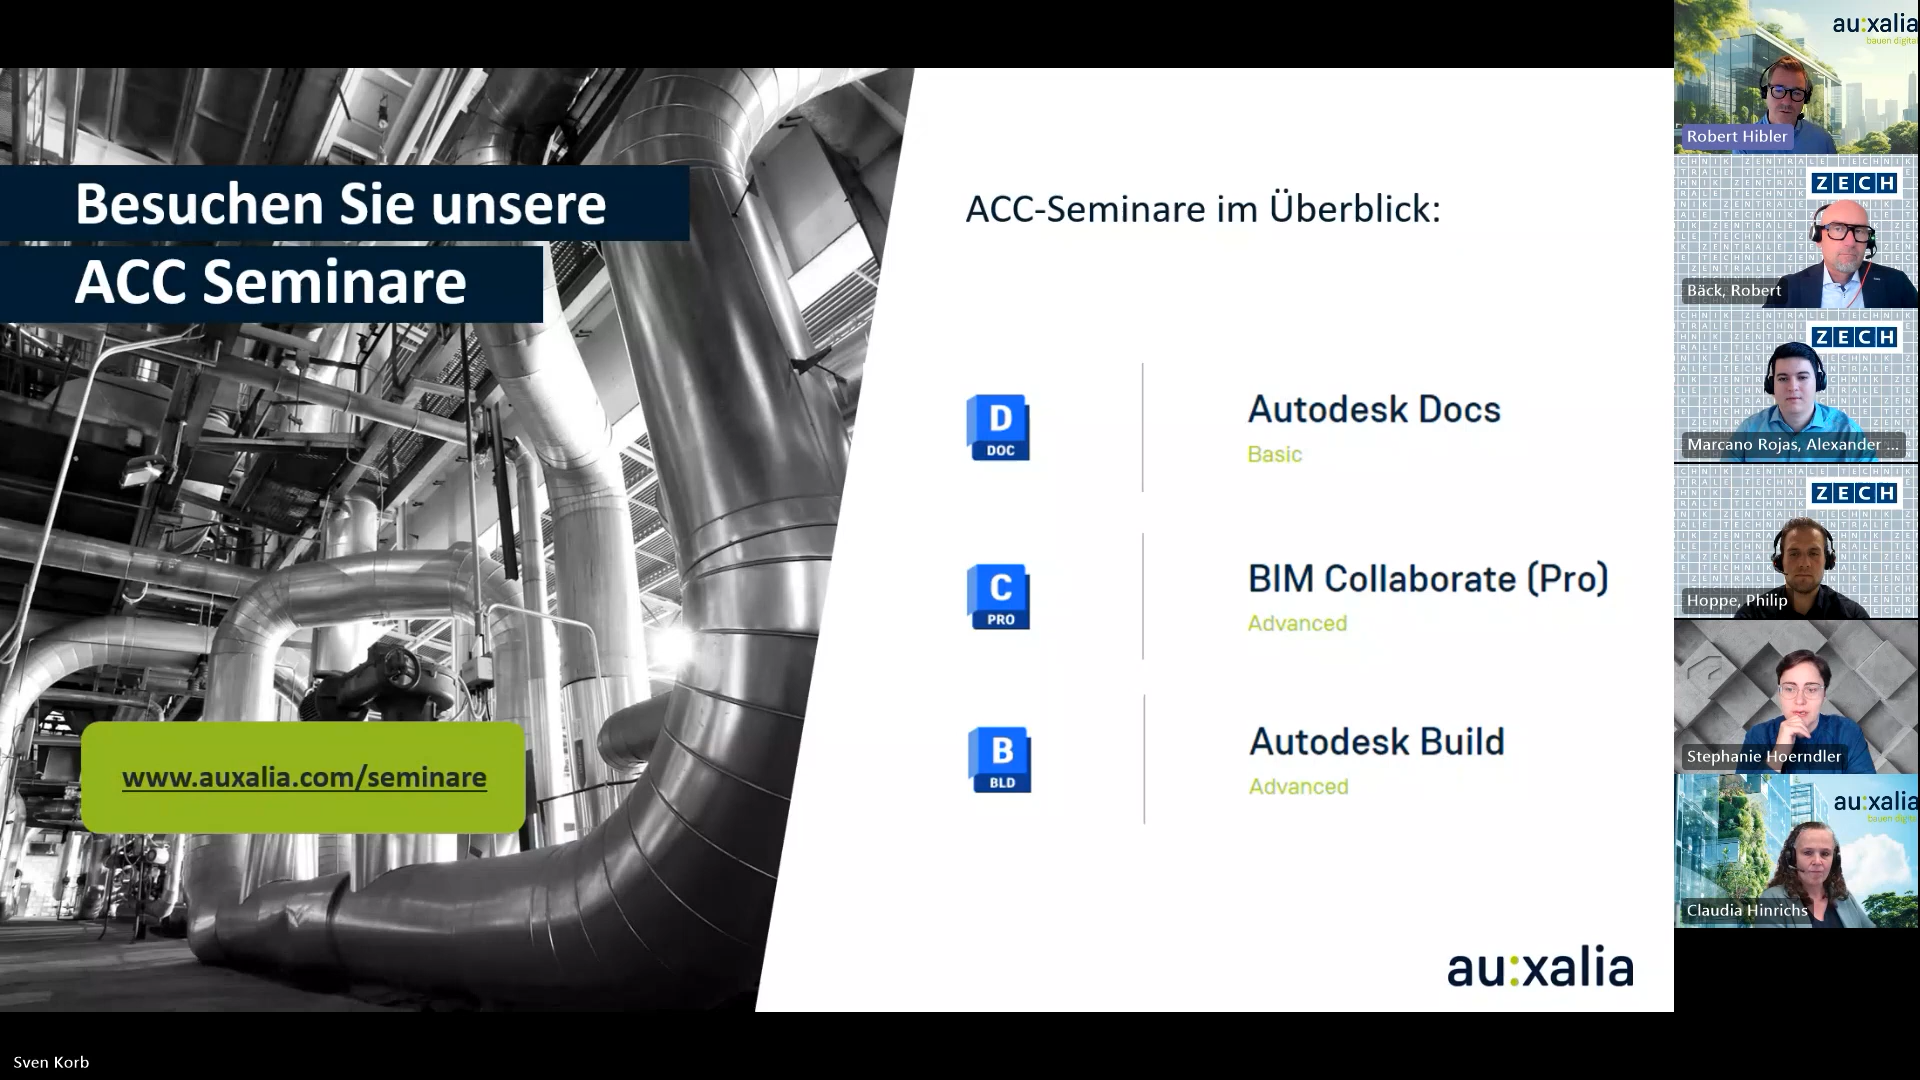 Besuchen Sie unsere
ACC Seminare
www.auxalia.com/seminare
ACC-Seminare im Überblick:
D
DOC
Autodesk Docs
Basic
C
PRO
BIM Collaborate (Pro)
Advanced
B
BLD
Autodesk Build
Advanced
au:xalia
Sven Korb
au:xalia
bauen digital
Robert Hibler
ZECH
Bäck, Robert
ZECH
Marcano Rojas, Alexander ...
ZECH
Hoppe, Philip
Stephanie Hoerndler
au:xalia
Claudia Hinrichs